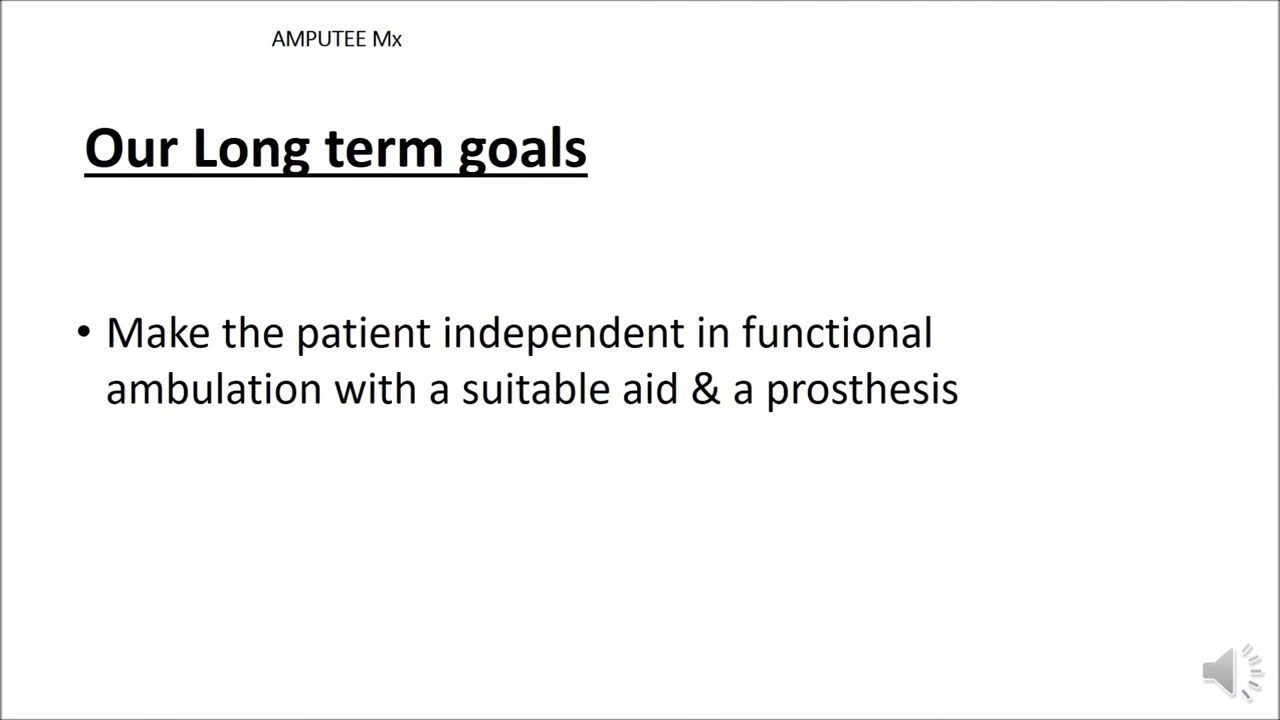 AMPUTEE Mx
Our Long term goals
• Make the patient independent in functional
ambulation with a suitable aid & a prosthesis